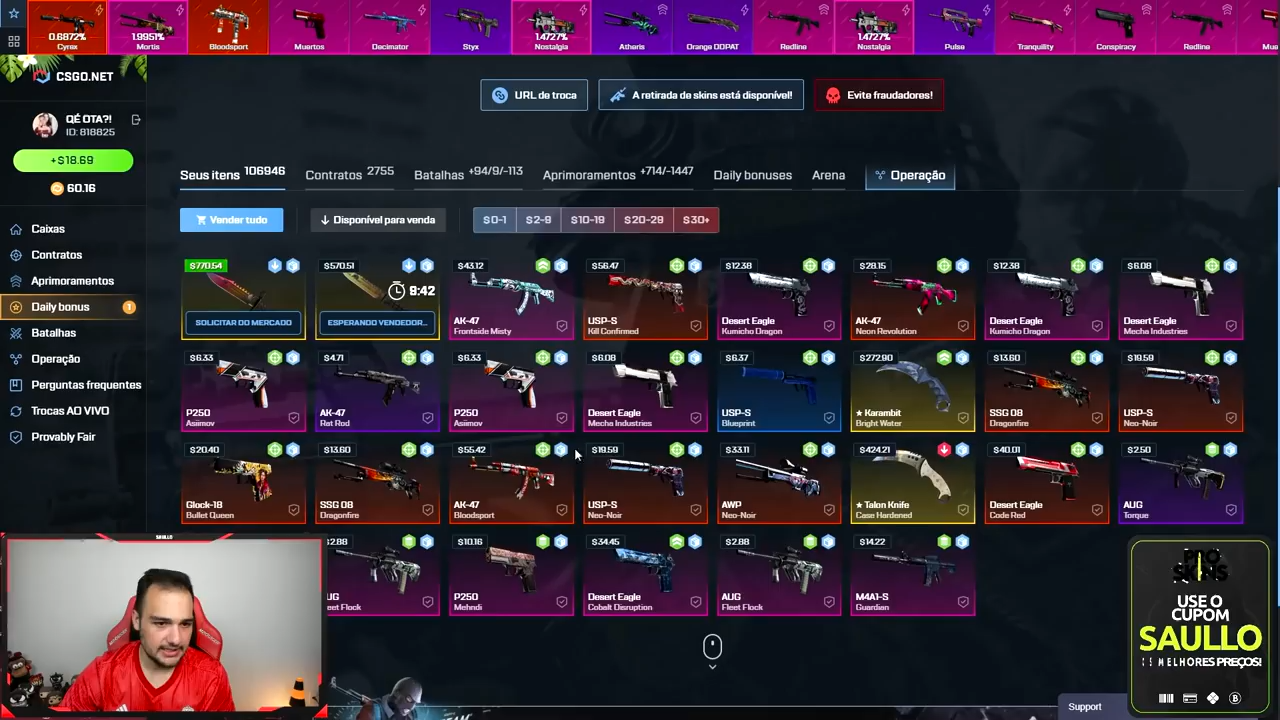 0.6872%
Cyrex
1.9951%
Mortis
Bloodsport
Muertos
Decimator
Styx
1.4727%
Nostalgia
Atheris
Orange DDPAT
Redline
1.4727%
Nostalgia
Pulse
Tranquility
Conspiracy
Redline
CSGO.NET
QÉ OTA?!
ID: 818825
+$18.69
60.16
Caixas
Contratos
Aprimoramentos
Daily bonus 1
Batalhas
Operação
Perguntas frequentes
Trocas AO VIVO
Provably Fair
URL de troca
A retirada de skins está disponível!
Evite fraudadores!
Seus itens 106946
Contratos 2755
Batalhas +94/9/-113
Aprimoramentos +714/-1447
Daily bonuses
Arena
Operação
Vender tudo
Disponível para venda
$0-1
$2-9
$10-19
$20-29
$30+
$770.54
SOLICITAR DO MERCADO
$570.51
9:42
ESPERANDO VENDEDOR...
$43.12
AK-47
Frontside Misty
$56.47
USP-S
Kill Confirmed
$12.38
Desert Eagle
Kumicho Dragon
$28.15
AK-47
Neon Revolution
$12.38
Desert Eagle
Kumicho Dragon
$6.08
Desert Eagle
Mecha Industries
$6.33
P250
Asiimov
$4.71
AK-47
Rat Rod
$6.33
P250
Asiimov
$6.08
Desert Eagle
Mecha Industries
$6.37
USP-S
Blueprint
$272.90
★ Karambit
Bright Water
$13.60
SSG 08
Dragonfire
$19.59
USP-S
Neo-Noir
$20.40
Glock-18
Bullet Queen
$13.60
SSG 08
Dragonfire
$55.42
AK-47
Bloodsport
$19.59
USP-S
Neo-Noir
$33.11
AWP
Neo-Noir
$424.21
★ Talon Knife
Case Hardened
$40.01
Desert Eagle
Code Red
$2.50
AUG
Torque
$2.88
UG
leet Flock
$10.16
P250
Mehndi
$34.45
Desert Eagle
Cobalt Disruption
$2.88
AUG
Fleet Flock
$14.22
M4A1-S
Guardian
SAULLO
PRO
SKINS
USE O
CUPOM
SAULLO
MELHORES PREÇOS!
Support